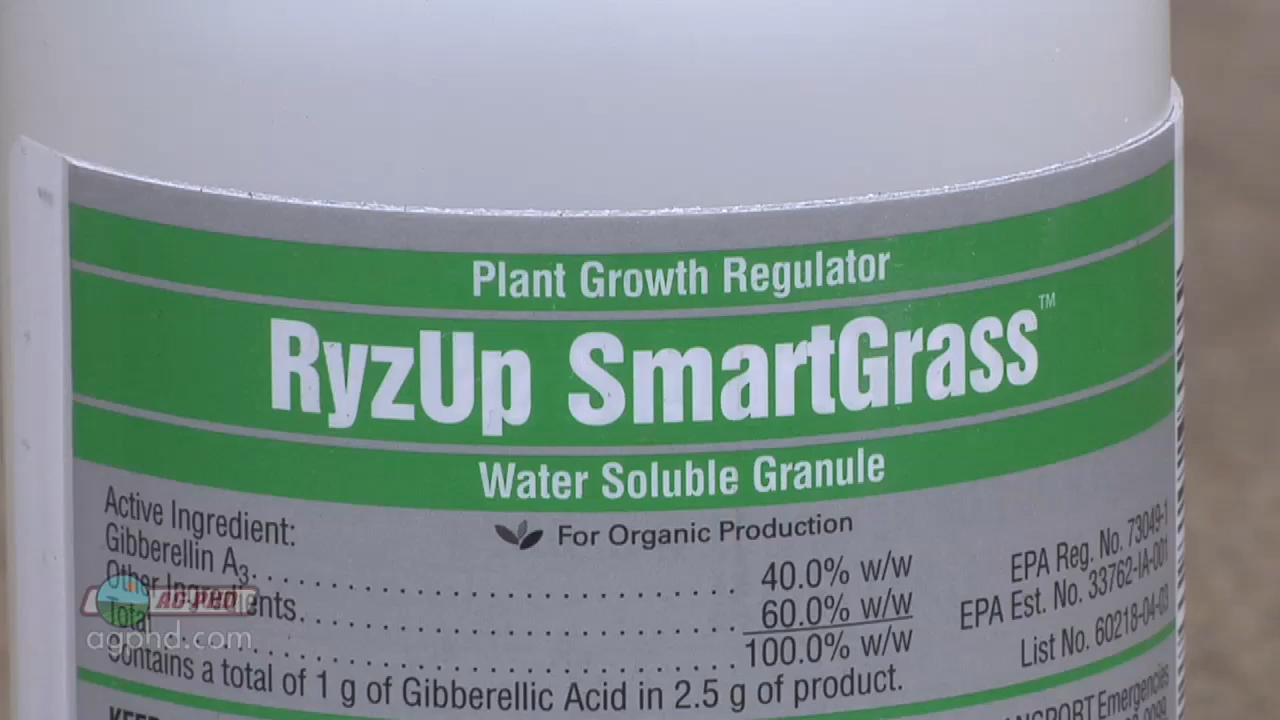 Plant Growth Regulator
RyzUp SmartGrass™
Water Soluble Granule
For Organic Production
Active Ingredient:
Gibberellin A3. . . . . . . . . . . . . . . . . . . . . . . . . . . . . 40.0% w/w
Other Ingredients. . . . . . . . . . . . . . . . . . . . . . . . . . 60.0% w/w
Total . . . . . . . . . . . . . . . . . . . . . . . . . . . . . . . . . 100.0% w/w
Contains a total of 1 g of Gibberellic Acid in 2.5 g of product.
EPA Reg. No. 73049-1
EPA Est. No. 33762-IA-001
List No. 60218-04-03
Emergencies
AG PHD
agphd.com